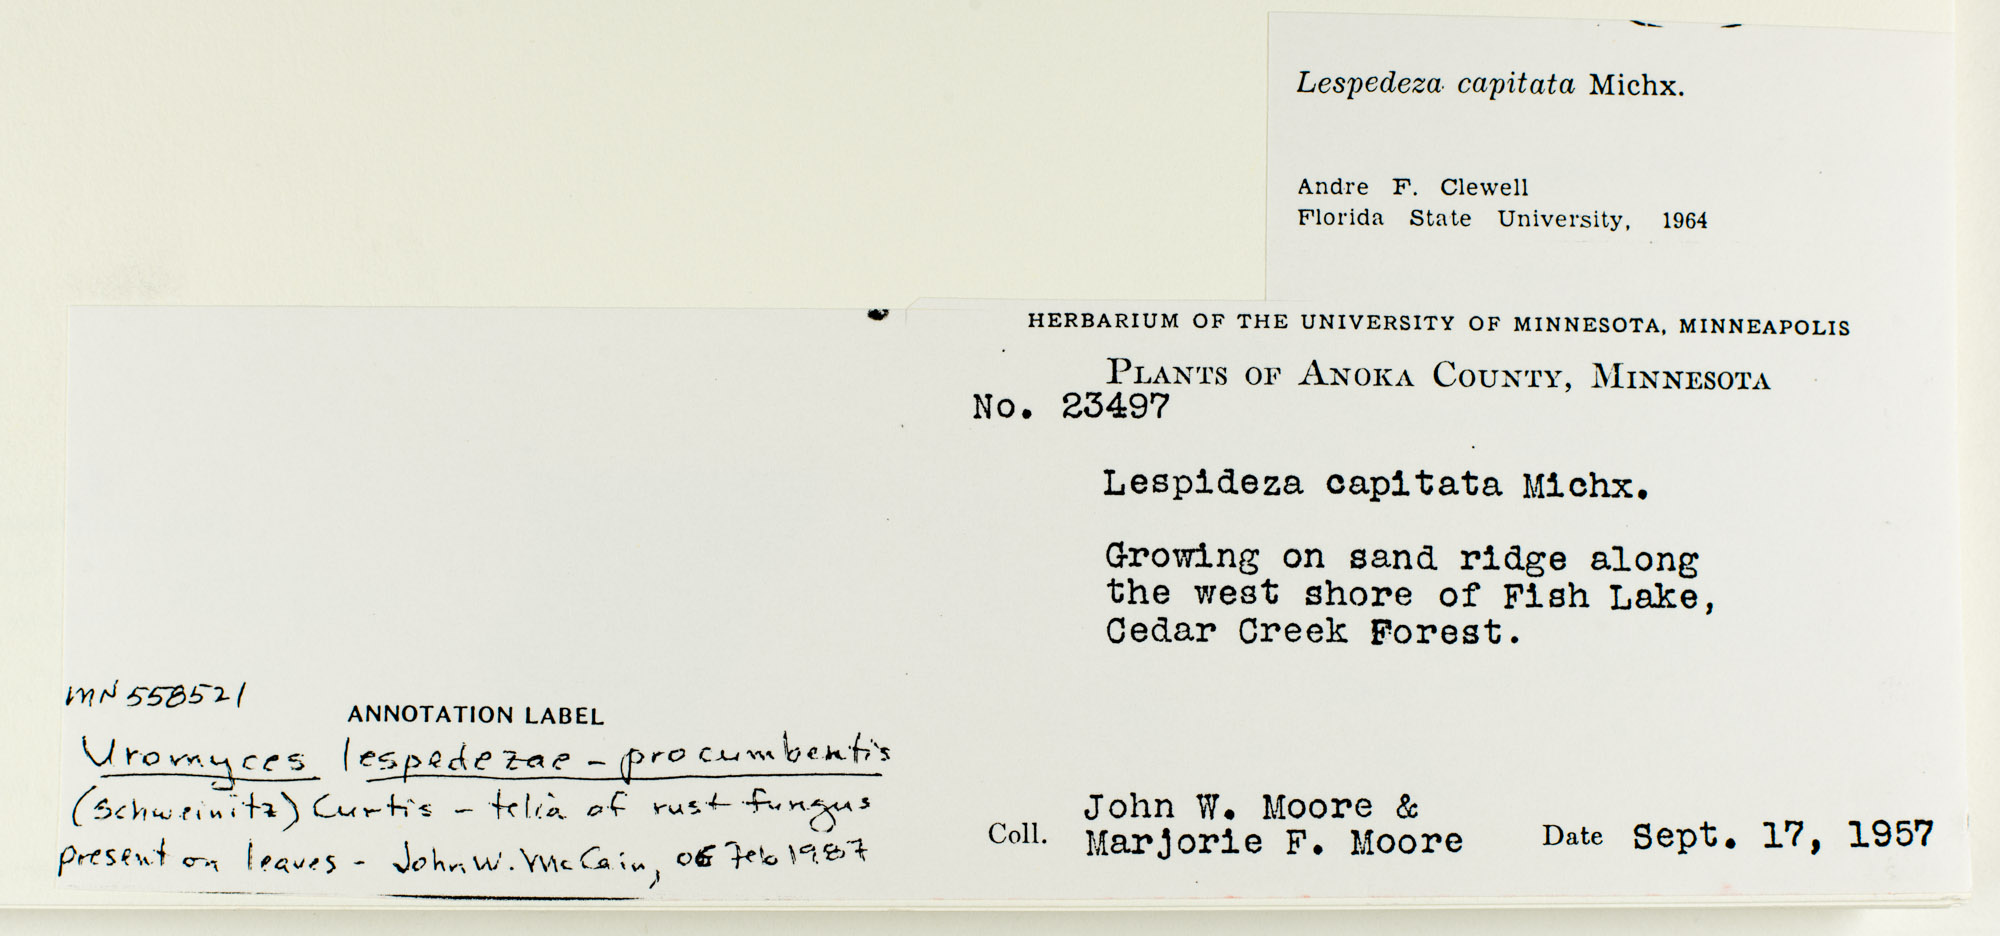 Lespedeza capitata Michx.
Andre F. Clewell
Florida State University, 1964
HERBARIUM OF THE UNIVERSITY OF MINNESOTA, MINNEAPOLIS
PLANTS OF ANOKA COUNTY, MINNESOTA
No. 23497
Lespideza capitata Michx.
Growing on sand ridge along
the west shore of Fish Lake,
Cedar Creek Forest.
John W. Moore &
Coll. Marjorie F. Moore Date Sept. 17, 1957
MN 558521
ANNOTATION LABEL
Uromyces lespedezae-procumbentis
(Schweinitz) Curtis - telia of rust fungus
present on leaves - John W. McCain, 06 Feb 1987